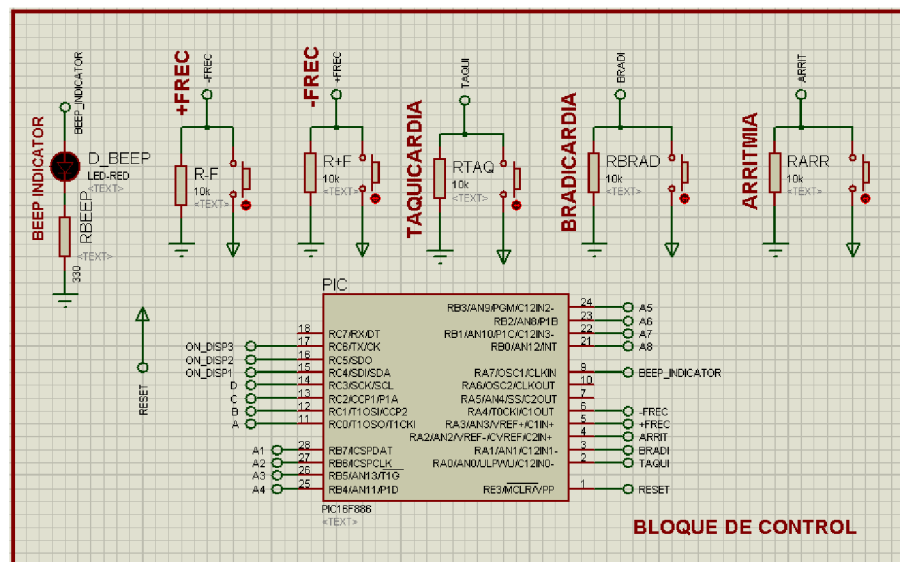 BEEP INDICATOR
BEEP_INDICATOR
D_BEEP
LED-RED
<TEXT>
RBEEP
<TEXT>
330
+FREC
-FREC
R-F
10k
<TEXT>
-FREC
+FREC
R+F
10k
<TEXT>
TAQUICARDIA
TAQUI
RTAQ
10k
<TEXT>
BRADICARDIA
BRADI
RBRAD
10k
<TEXT>
ARRITMIA
ARRIT
RARR
10k
<TEXT>
RESET
PIC
18 RC7/RX/DT
ON_DISP3 17 RC6/TX/CK
ON_DISP2 16 RC5/SDO
ON_DISP1 15 RC4/SDI/SDA
D 14 RC3/SCK/SCL
C 13 RC2/CCP1/P1A
B 12 RC1/T1OSI/CCP2
A 11 RC0/T1OSO/T1CKI
A1 28 RB7/ICSPDAT
A2 27 RB6/ICSPCLK
A3 26 RB5/AN13/T1G
A4 25 RB4/AN11/P1D
RB3/AN9/PGM/C12IN2- 24 A5
RB2/AN8/P1B 23 A6
RB1/AN10/P1C/C12IN3- 22 A7
RB0/AN12/INT 21 A8
RA7/OSC1/CLKIN 9 BEEP_INDICATOR
RA6/OSC2/CLKOUT 10
RA5/AN4/SS/C2OUT 7
RA4/T0CKI/C1OUT 6 -FREC
RA3/AN3/VREF+/C1IN+ 5 +FREC
RA2/AN2/VREF-/CVREF/C2IN+ 4 ARRIT
RA1/AN1/C12IN1- 3 BRADI
RA0/AN0/ULPWU/C12IN0- 2 TAQUI
RE3/MCLR/VPP 1 RESET
PIC16F886
<TEXT>
BLOQUE DE CONTROL